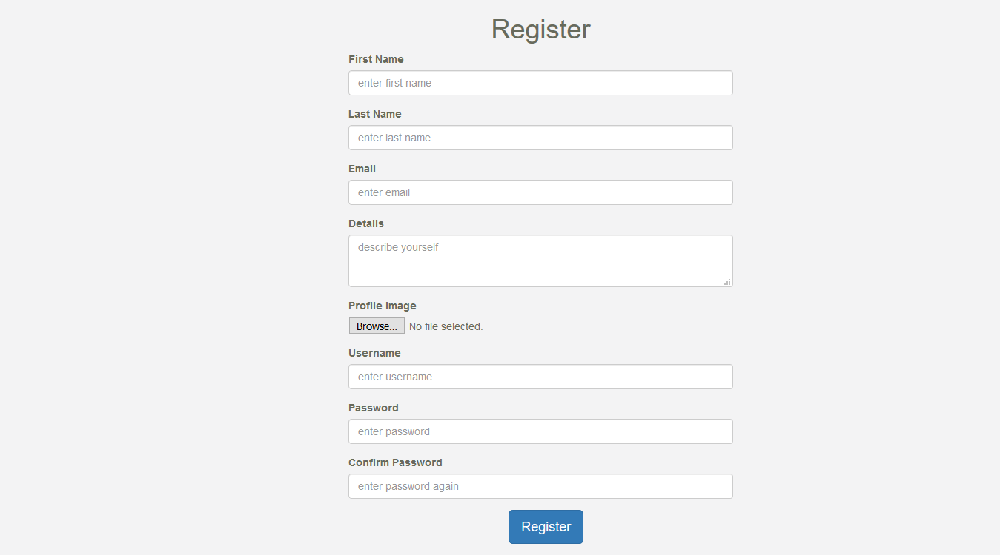 Register
First Name
enter first name
Last Name
enter last name
Email
enter email
Details
describe yourself
Profile Image
Browse... No file selected.
Username
enter username
Password
enter password
Confirm Password
enter password again
Register